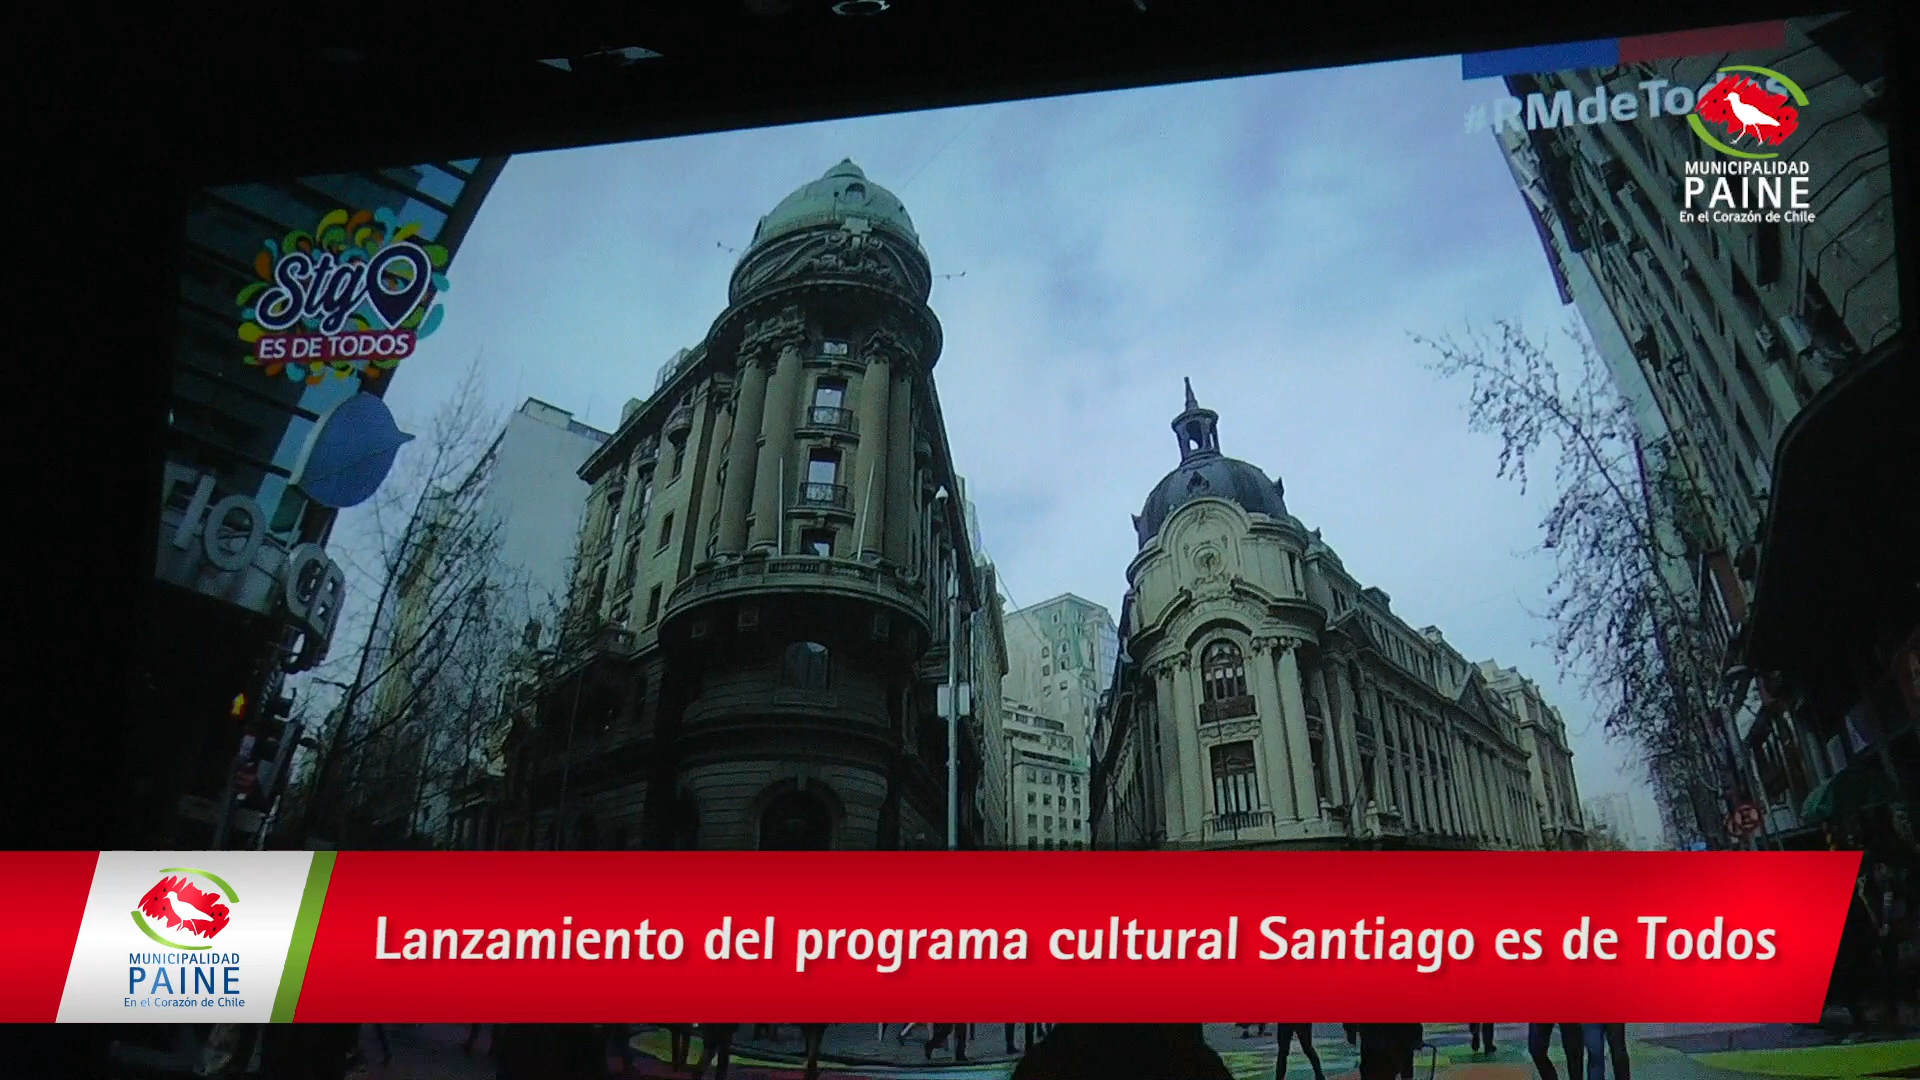 #RMdeTodos
MUNICIPALIDAD
PAINE
En el Corazón de Chile
Stgo
ES DE TODOS
MUNICIPALIDAD
PAINE
En el Corazón de Chile
Lanzamiento del programa cultural Santiago es de Todos